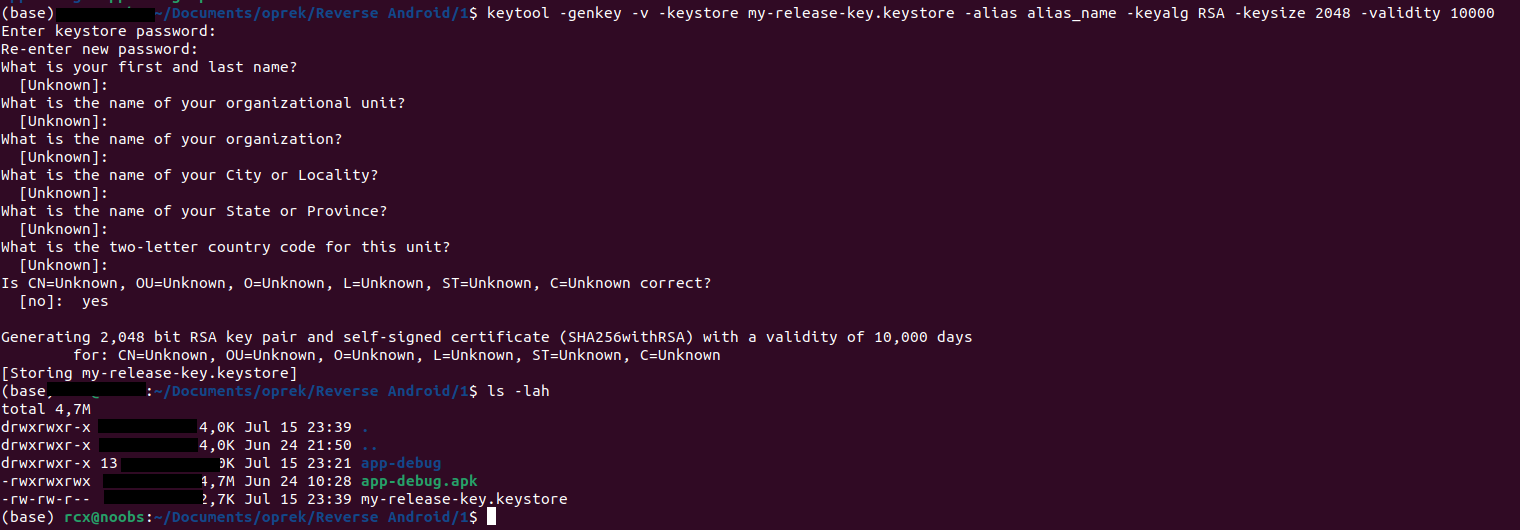 (base) :~/Documents/oprek/Reverse Android/1$ keytool -genkey -v -keystore my-release-key.keystore -alias alias_name -keyalg RSA -keysize 2048 -validity 10000
Enter keystore password:
Re-enter new password:
What is your first and last name?
  [Unknown]:
What is the name of your organizational unit?
  [Unknown]:
What is the name of your organization?
  [Unknown]:
What is the name of your City or Locality?
  [Unknown]:
What is the name of your State or Province?
  [Unknown]:
What is the two-letter country code for this unit?
  [Unknown]:
Is CN=Unknown, OU=Unknown, O=Unknown, L=Unknown, ST=Unknown, C=Unknown correct?
  [no]:  yes
Generating 2,048 bit RSA key pair and self-signed certificate (SHA256withRSA) with a validity of 10,000 days
        for: CN=Unknown, OU=Unknown, O=Unknown, L=Unknown, ST=Unknown, C=Unknown
[Storing my-release-key.keystore]
(base) :~/Documents/oprek/Reverse Android/1$ ls -lah
total 4,7M
drwxrwxr-x 4,0K Jul 15 23:39 .
drwxrwxr-x 4,0K Jun 24 21:50 ..
drwxrwxr-x 13 0K Jul 15 23:21 app-debug
-rwxrwxrwx 4,7M Jun 24 10:28 app-debug.apk
-rw-rw-r-- 2,7K Jul 15 23:39 my-release-key.keystore
(base) rcx@noobs:~/Documents/oprek/Reverse Android/1$